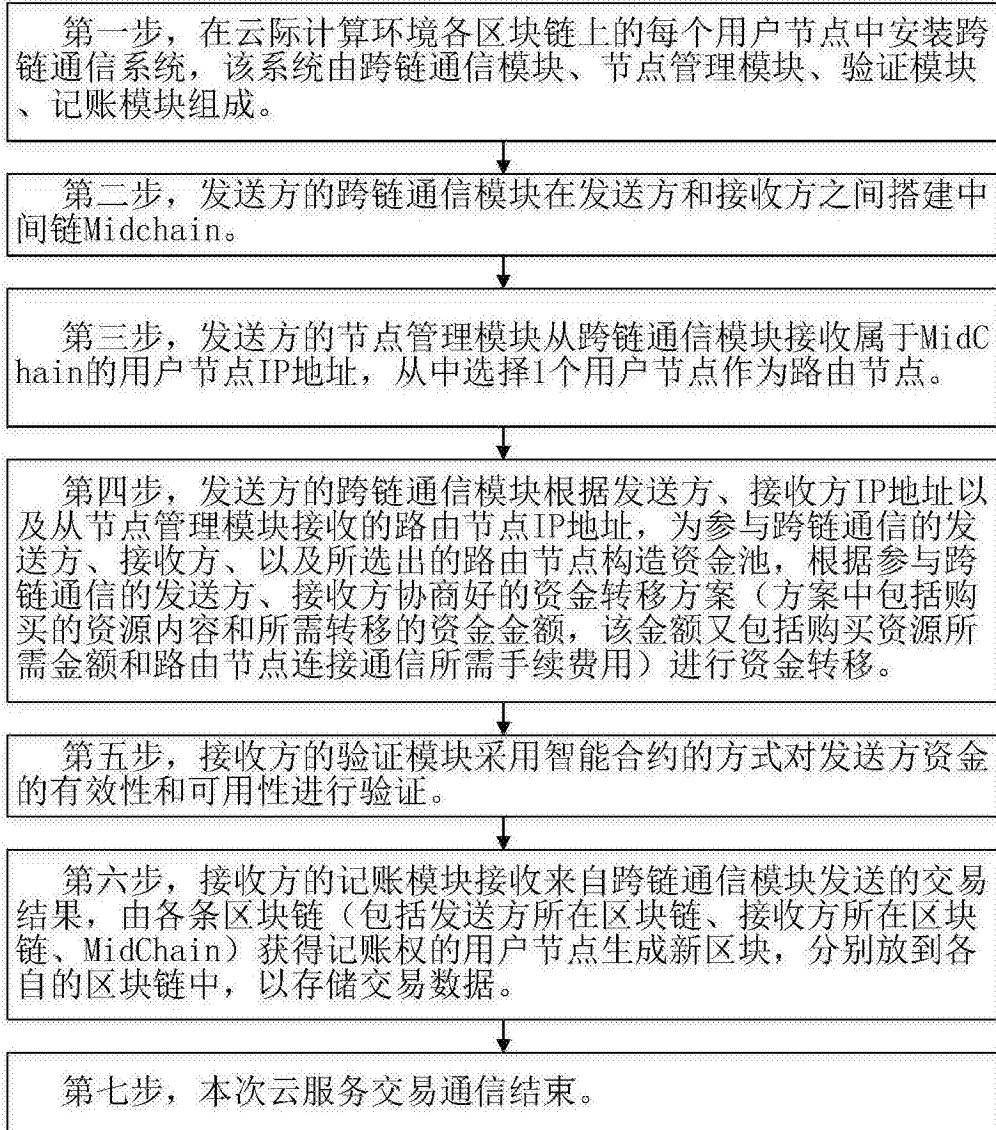 第一步，在云际计算环境各区块链上的每个用户节点中安装跨
链通信系统，该系统由跨链通信模块、节点管理模块、验证模块
、记账模块组成。
第二步，发送方的跨链通信模块在发送方和接收方之间搭建中
间链Midchain。
第三步，发送方的节点管理模块从跨链通信模块接收属于MidC
hain的用户节点IP地址，从中选择1个用户节点作为路由节点。
第四步，发送方的跨链通信模块根据发送方、接收方IP地址以
及从节点管理模块接收的路由节点IP地址，为参与跨链通信的发
送方、接收方、以及所选出的路由节点构造资金池，根据参与跨
链通信的发送方、接收方协商好的资金转移方案（方案中包括购
买的资源内容和所需转移的资金金额，该金额又包括购买资源所
需金额和路由节点连接通信所需手续费用）进行资金转移。
第五步，接收方的验证模块采用智能合约的方式对发送方资金
的有效性和可用性进行验证。
第六步，接收方的记账模块接收来自跨链通信模块发送的交易
结果，由各条区块链（包括发送方所在区块链、接收方所在区块
链、MidChain）获得记账权的用户节点生成新区块，分别放到各
自的区块链中，以存储交易数据。
第七步，本次云服务交易通信结束。